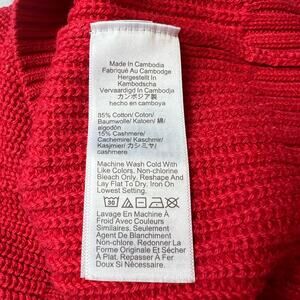 Made In Cambodia
Fabriqué Au Cambodge
Hergestellt In
Kambodscha
Vervaardigd In Cambodja
カンボジア製
hecho en camboya
85% Cotton/ Coton/
Baumwolle/ Katoen/ 綿/
algodón
15% Cashmere/
Cachemire/ Kaschmir/
Kasjmier/ カシミヤ/
cashmere
Machine Wash Cold With
Like Colors. Non-chlorine
Bleach Only. Reshape And
Lay Flat To Dry. Iron On
Lowest Setting.
30
Lavage En Machine À
Froid Avec Couleurs
Similaires. Seulement
Agent De Blanchiment
Non-chlore. Redonner La
Forme Originale Et Sécher
À Plat. Repasser À Fer
Doux Si Nécessaire.